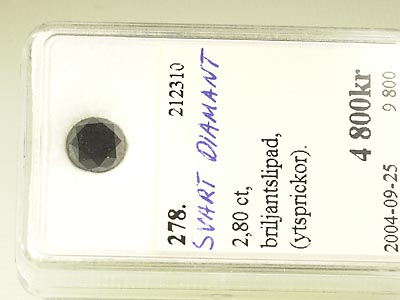 278. 212310
SVART DIAMANT
2,80 ct,
briljantslipad,
(ytsprickor).
4 800kr
2004-09-25 9 800